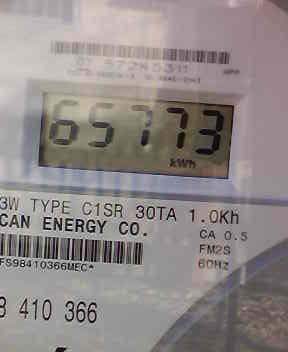 65773
kWh
3W TYPE C1SR 30TA 1.0Kh
CAN ENERGY CO.
CA 0.5
FM2S
60Hz
FS98410366MEC*
8 410 366